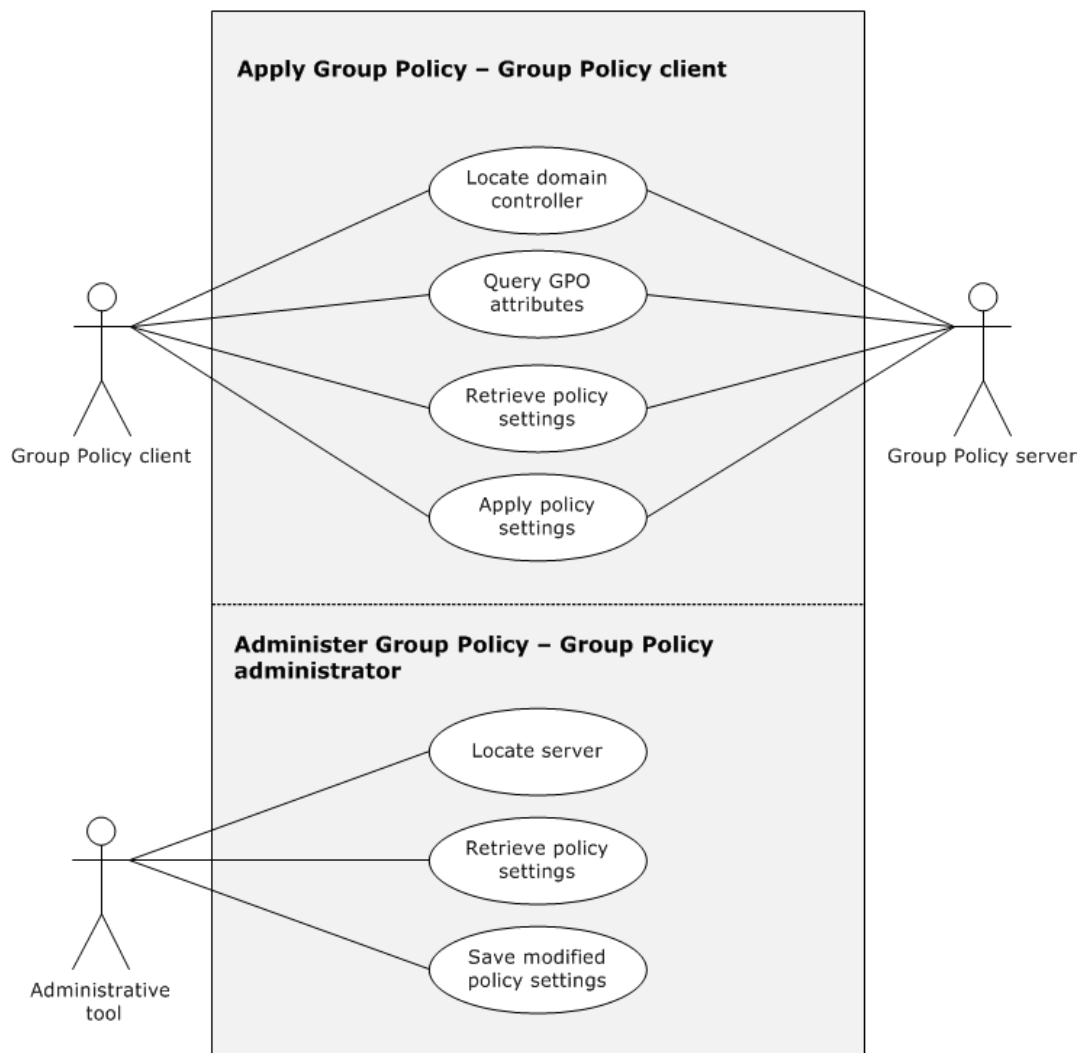 Apply Group Policy – Group Policy client
Locate domain
controller
Query GPO
attributes
Retrieve policy
settings
Group Policy client
Group Policy server
Apply policy
settings
Administer Group Policy – Group Policy
administrator
Locate server
Retrieve policy
settings
Save modified
policy settings
Administrative
tool